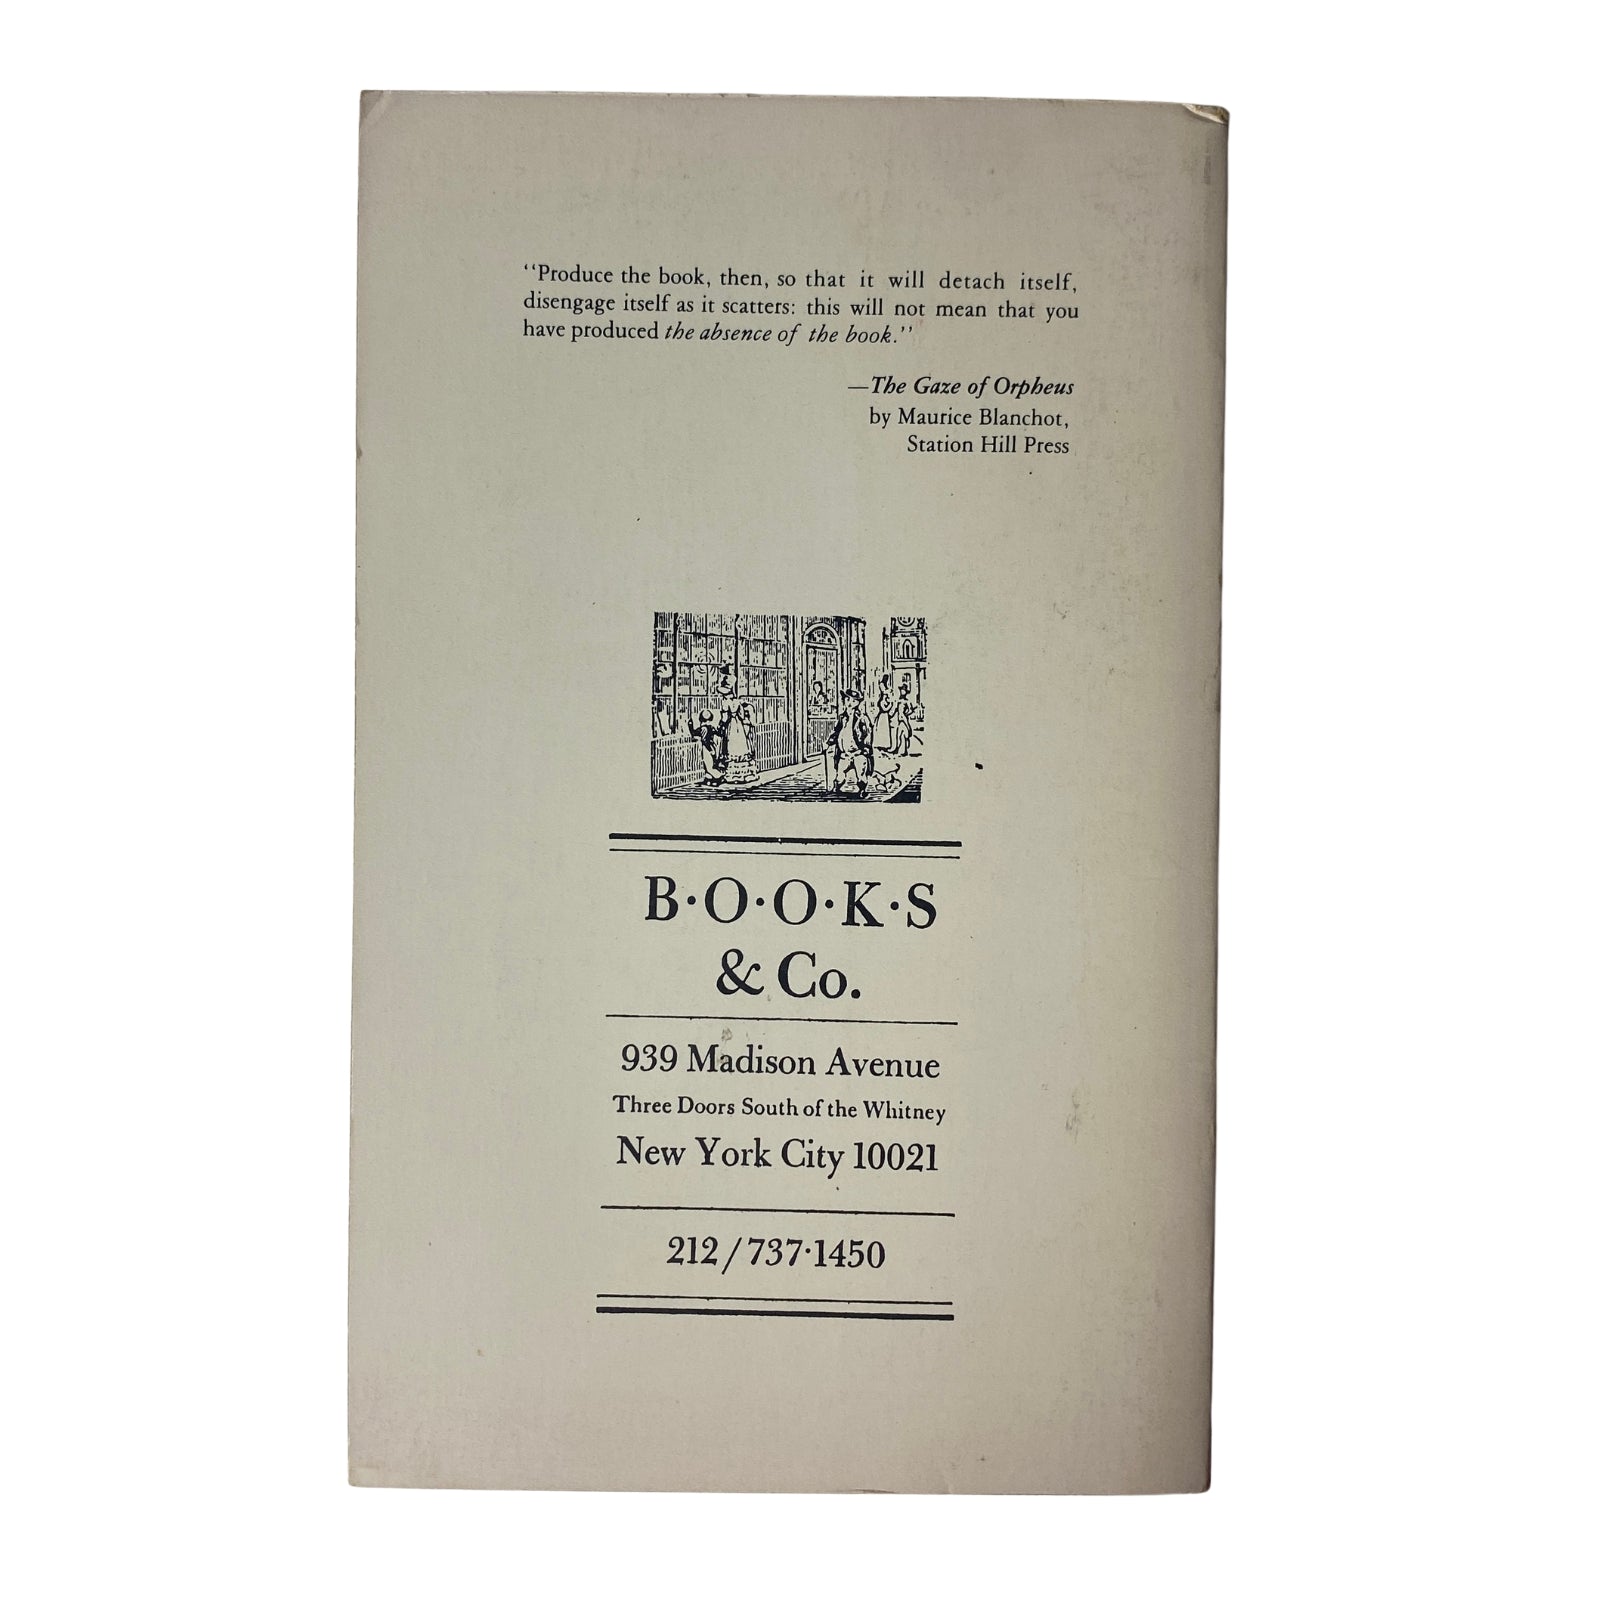 ‘‘Produce the book, then, so that it will detach itself,
disengage itself as it scatters: this will not mean that you
have produced the absence of the book.’’
—The Gaze of Orpheus
by Maurice Blanchot,
Station Hill Press
B·O·O·K·S
& Co.
939 Madison Avenue
Three Doors South of the Whitney
New York City 10021
212/737·1450